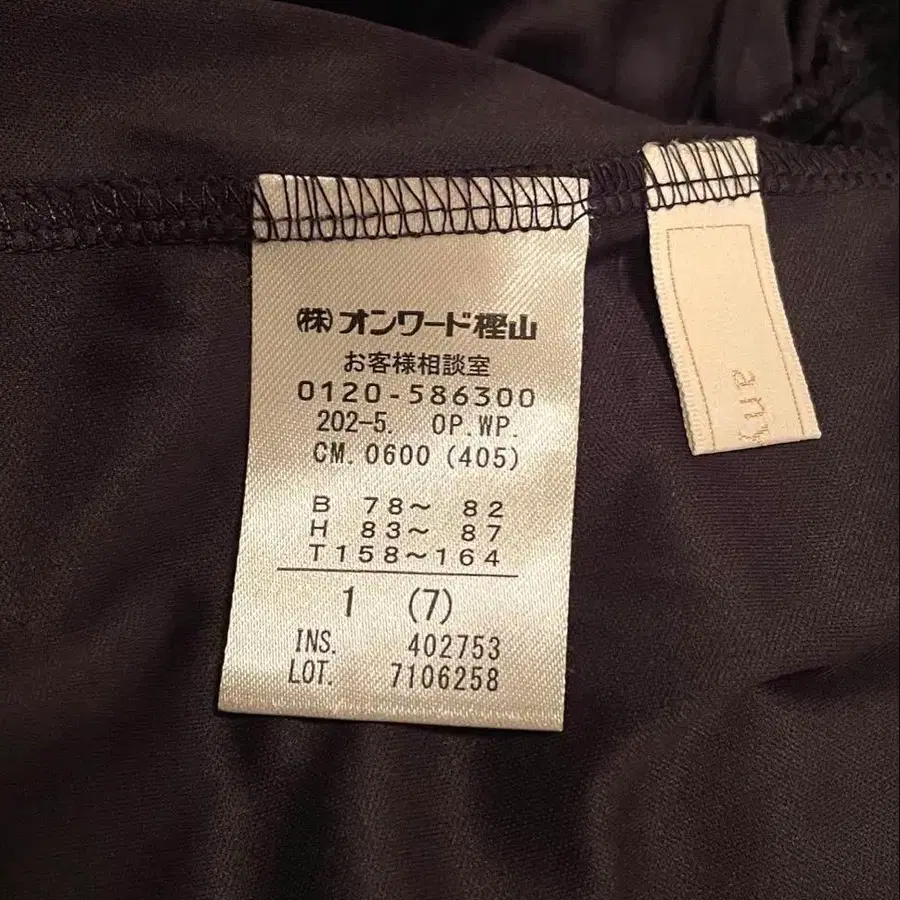 ㈱オンワード樫山
お客様相談室
0120-586300
202-5. OP.WP.
CM.0600 (405)
B 78～ 82
H 83～ 87
T158～164
1 (7)
INS. 402753
LOT. 7106258